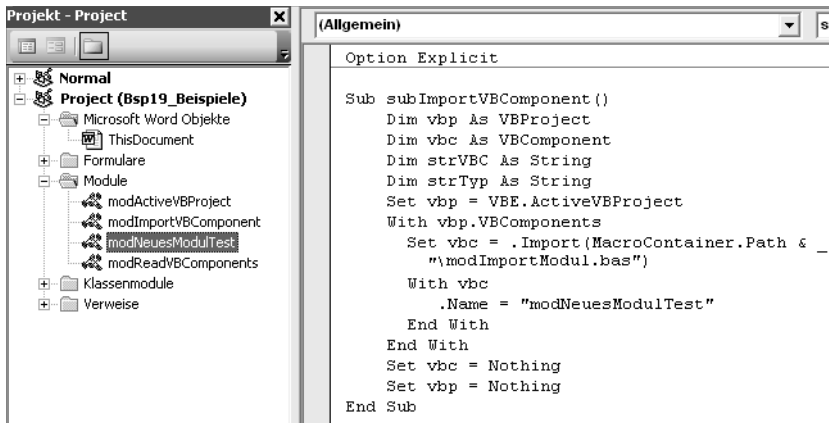 Projekt - Project
Normal
Project (Bsp19_Beispiele)
Microsoft Word Objekte
ThisDocument
Formulare
Module
modActiveVBProject
modImportVBComponent
modNeuesModulTest
modReadVBComponents
Klassenmodule
Verweise
(Allgemein)
s
Option Explicit
Sub subImportVBComponent()
Dim vbp As VBProject
Dim vbc As VBComponent
Dim strVBC As String
Dim strTyp As String
Set vbp = VBE.ActiveVBProject
With vbp.VBComponents
Set vbc = .Import(MacroContainer.Path & _
"\modImportModul.bas")
With vbc
.Name = "modNeuesModulTest"
End With
End With
Set vbc = Nothing
Set vbp = Nothing
End Sub